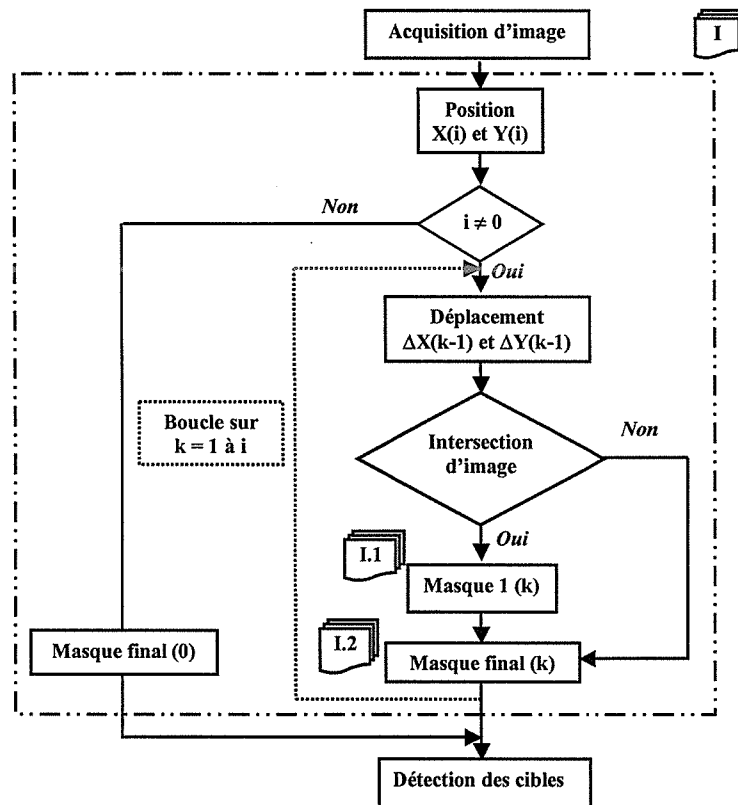 Acquisition d'image
I
Position
X(i) et Y(i)
Non
i ≠ 0
Oui
Déplacement
ΔX(k-1) et ΔY(k-1)
Boucle sur
k = 1 à i
Intersection
d'image
Non
Oui
I.1
Masque 1 (k)
I.2
Masque final (0)
Masque final (k)
Détection des cibles